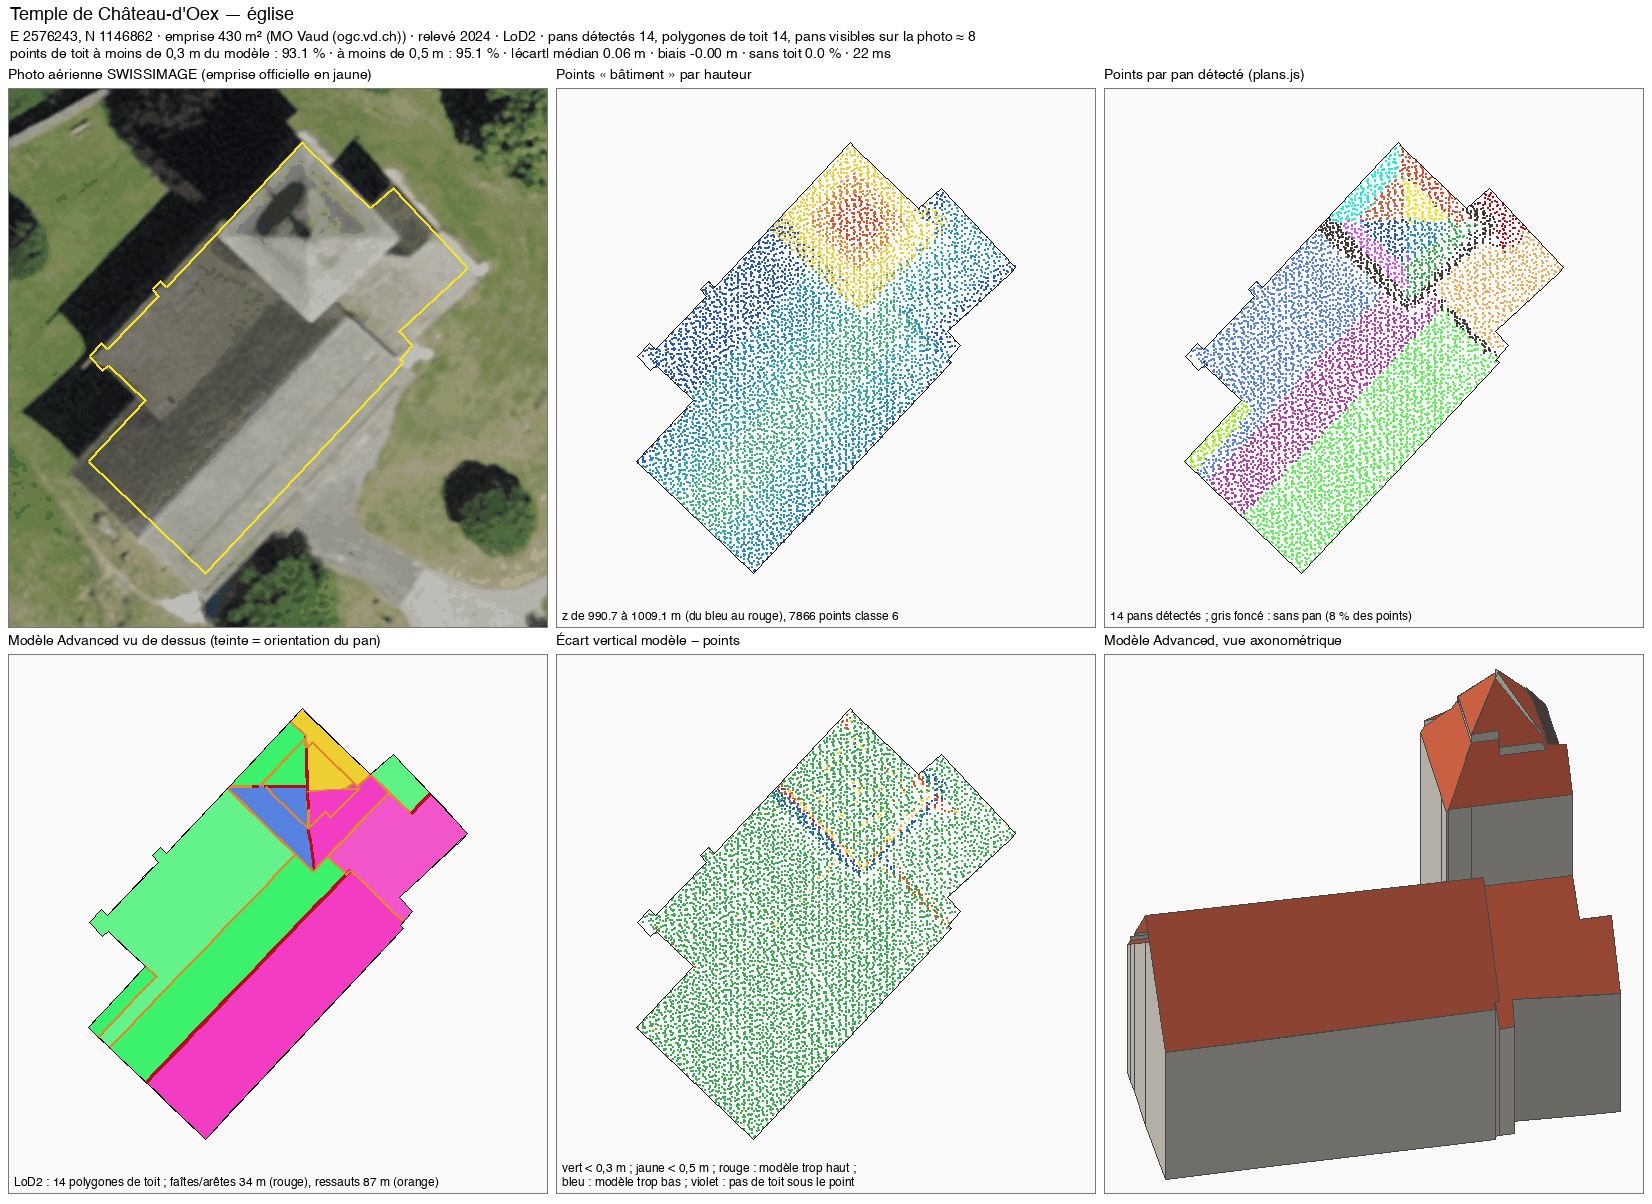 Temple de Château-d'Oex — église
E 2576243, N 1146862 · emprise 430 m² (MO Vaud (ogc.vd.ch)) · relevé 2024 · LoD2 · pans détectés 14, polygones de toit 14, pans visibles sur la photo ≈ 8
points de toit à moins de 0,3 m du modèle : 93.1 % · à moins de 0,5 m : 95.1 % · |écart| médian 0.06 m · biais -0.00 m · sans toit 0.0 % · 22 ms
Photo aérienne SWISSIMAGE (emprise officielle en jaune)
Points « bâtiment » par hauteur
Points par pan détecté (plans.js)
z de 990.7 à 1009.1 m (du bleu au rouge), 7866 points classe 6
14 pans détectés ; gris foncé : sans pan (8 % des points)
Modèle Advanced vu de dessus (teinte = orientation du pan)
Écart vertical modèle – points
Modèle Advanced, vue axonométrique
LoD2 : 14 polygones de toit ; faîtes/arêtes 34 m (rouge), ressauts 87 m (orange)
vert < 0,3 m ; jaune < 0,5 m ; rouge : modèle trop haut ;
bleu : modèle trop bas ; violet : pas de toit sous le point